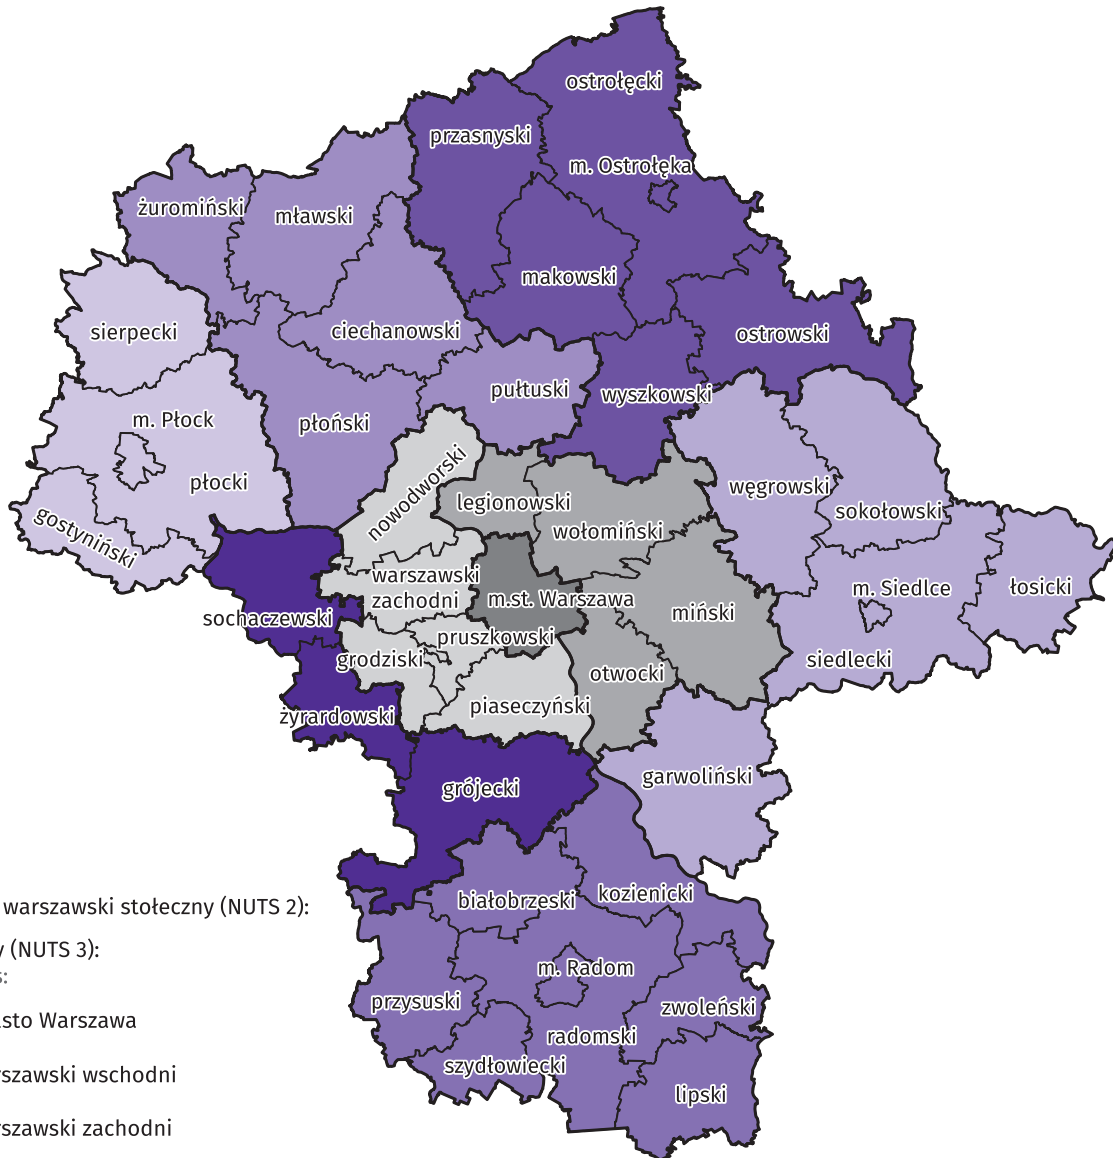 ostrołęcki
przasnyski
m. Ostrołęka
żuromiński
mławski
makowski
sierpecki
ciechanowski
ostrowski
pułtuski
wyszkowski
m. Płock
płoński
płocki
nowodworski
węgrowski
legionowski
sokołowski
gostyniński
wołomiński
warszawski
zachodni
m.st. Warszawa
m. Siedlce
łosicki
sochaczewski
miński
pruszkowski
grodziski
siedlecki
otwocki
żyrardowski
piaseczyński
garwoliński
grójecki
białobrzeski
kozienicki
warszawski stołeczny (NUTS 2):
y (NUTS 3):
s:
m. Radom
przysuski
zwoleński
asto Warszawa
radomski
szydłowiecki
rszawski wschodni
lipski
rszawski zachodni